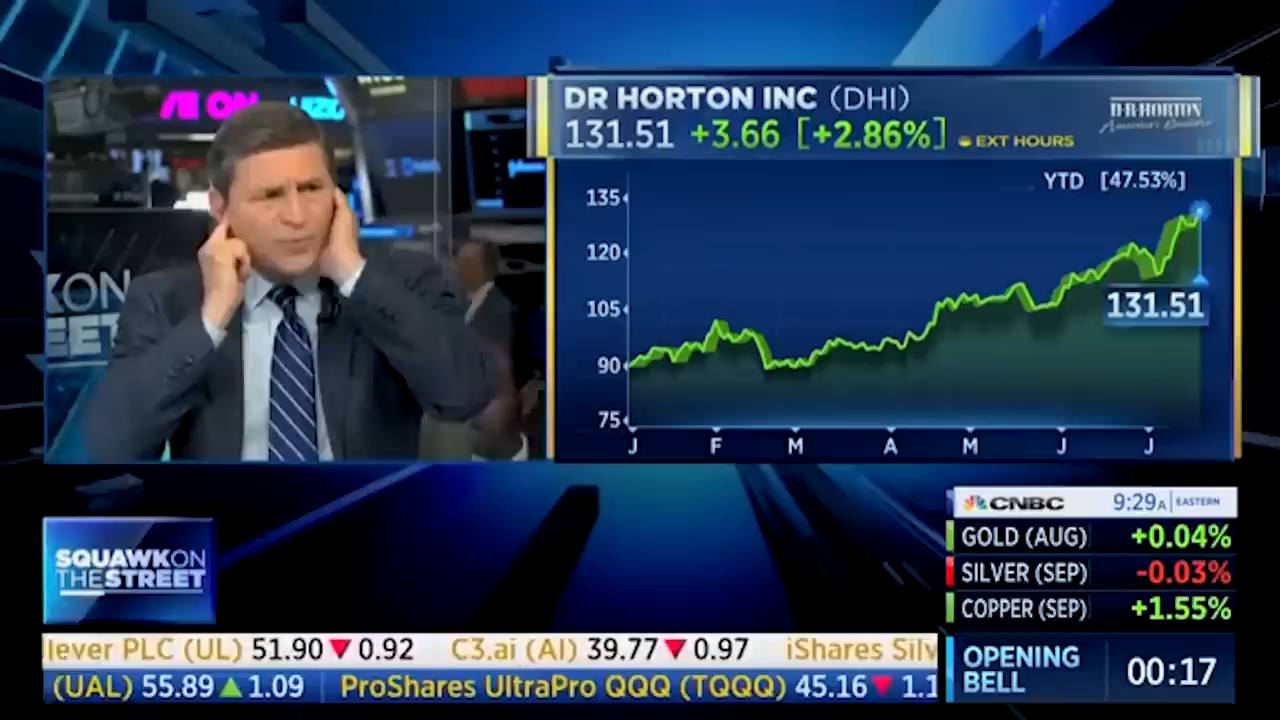 DR HORTON INC (DHI)
131.51 +3.66 [+2.86%] EXT HOURS
D·R·HORTON
America's Builder
YTD [47.53%]
135
120
105
90
75
131.51
J F M A M J J
ON
CNBC 9:29A EASTERN
GOLD (AUG) +0.04%
SILVER (SEP) -0.03%
COPPER (SEP) +1.55%
SQUAWK ON
THE STREET
lever PLC (UL) 51.90 ▼ 0.92 C3.ai (AI) 39.77 ▼ 0.97 iShares Silv
(UAL) 55.89 ▲ 1.09 ProShares UltraPro QQQ (TQQQ) 45.16 ▼ 1.1
OPENING
BELL
00:17